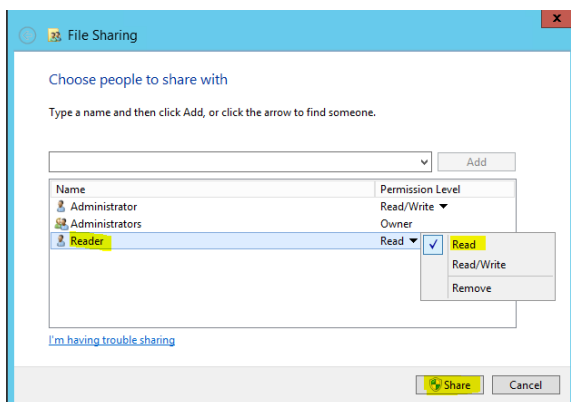 File Sharing
x
Choose people to share with
Type a name and then click Add, or click the arrow to find someone.
Add
Name Permission Level
Administrator Read/Write
Administrators Owner
Reader Read
Read
Read/Write
Remove
I'm having trouble sharing
Share Cancel